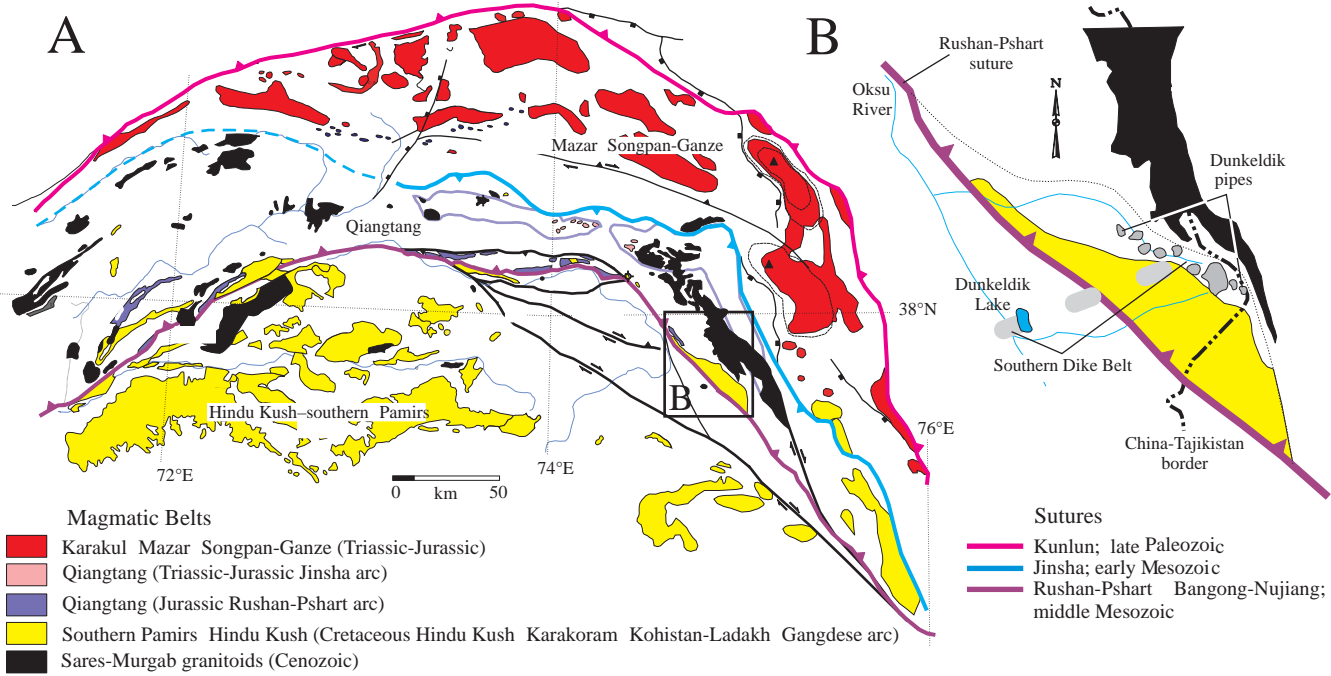 A
Mazar Songpan-Ganze
Qiangtang
38°N
B
Hindu Kush–southern Pamirs
72°E
74°E
76°E
0 km 50
B
Rushan-Pshart
suture
Oksu
River
N
Dunkeldik
pipes
Dunkeldik
Lake
Southern Dike Belt
China-Tajikistan
border
Magmatic Belts
Karakul Mazar Songpan-Ganze (Triassic-Jurassic)
Qiangtang (Triassic-Jurassic Jinsha arc)
Qiangtang (Jurassic Rushan-Pshart arc)
Southern Pamirs Hindu Kush (Cretaceous Hindu Kush Karakoram Kohistan-Ladakh Gangdese arc)
Sares-Murgab granitoids (Cenozoic)
Sutures
Kunlun; late Paleozoic
Jinsha; early Mesozoic
Rushan-Pshart Bangong-Nujiang;
middle Mesozoic